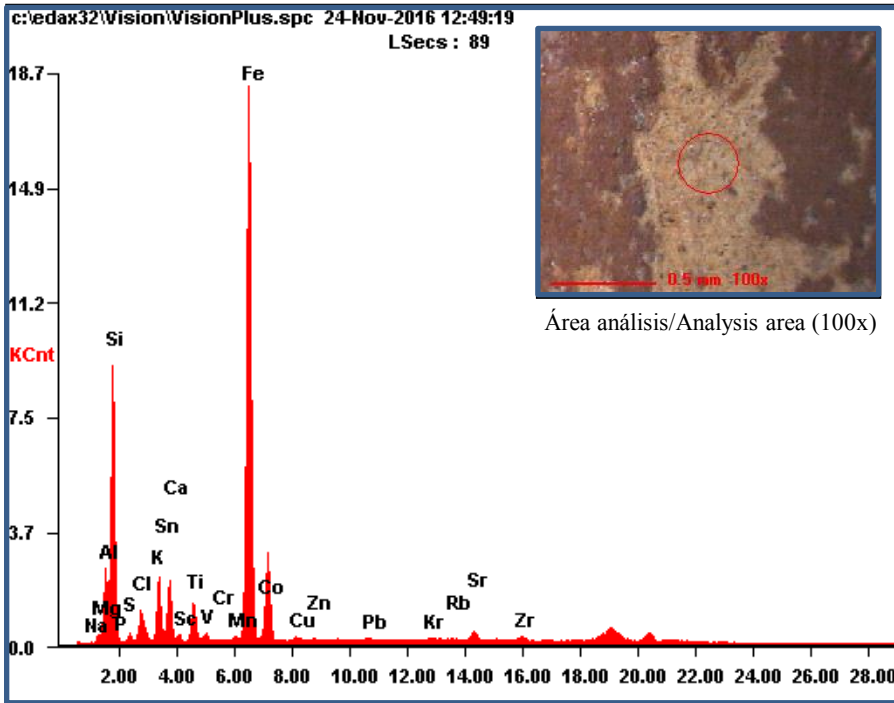 c:\edax32\Vision\VisionPlus.spc 24-Nov-2016 12:49:19
LSecs : 89
18.7
14.9
11.2
KCnt
7.5
3.7
0.0
Fe
Si
Ca
Sn
Al
K
Cl
Ti
Mg
S
Na
P
Sc
V
Cr
Mn
Co
Zn
Cu
Pb
Kr
Rb
Sr
Zr
2.00 4.00 6.00 8.00 10.00 12.00 14.00 16.00 18.00 20.00 22.00 24.00 26.00 28.00
0.5 mm 100x
Área análisis/Analysis area (100x)